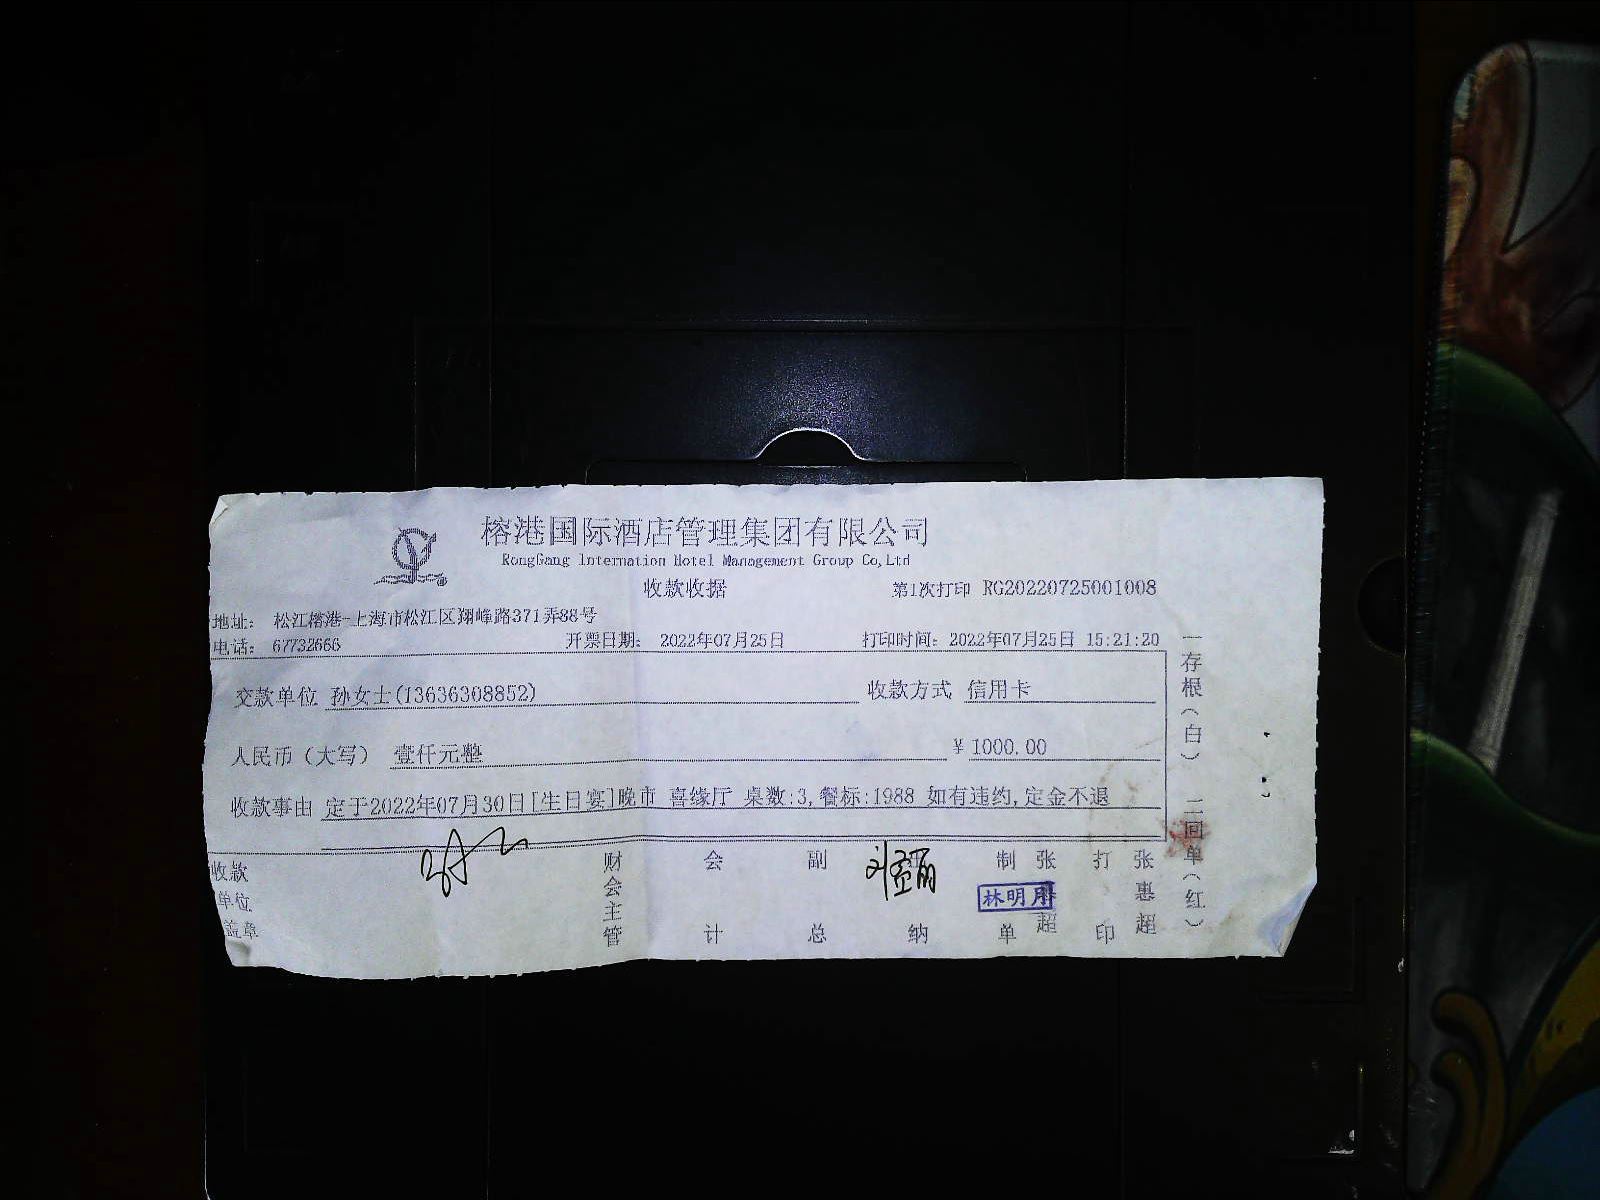 榕港国际酒店管理集团有限公司
RongGang Internation Hotel Management Group Co,Ltd
收款收据
第1次打印 RG20220725001008
地址: 松江榕港-上海市松江区翔峰路371弄88号
电话: 67732666
开票日期: 2022年07月25日
打印时间: 2022年07月25日 15:21:20
交款单位 孙女士(13636308852)
收款方式 信用卡
人民币(大写) 壹仟元整
¥ 1000.00
收款事由 定于2022年07月30日[生日宴]晚市 喜缘厅 桌数:3,餐标:1988 如有违约,定金不退
收款单位盖章
财会主管
会计
副总
纳
制单
张超
林明用
打印
张惠超
一存根(白) 二回单(红)